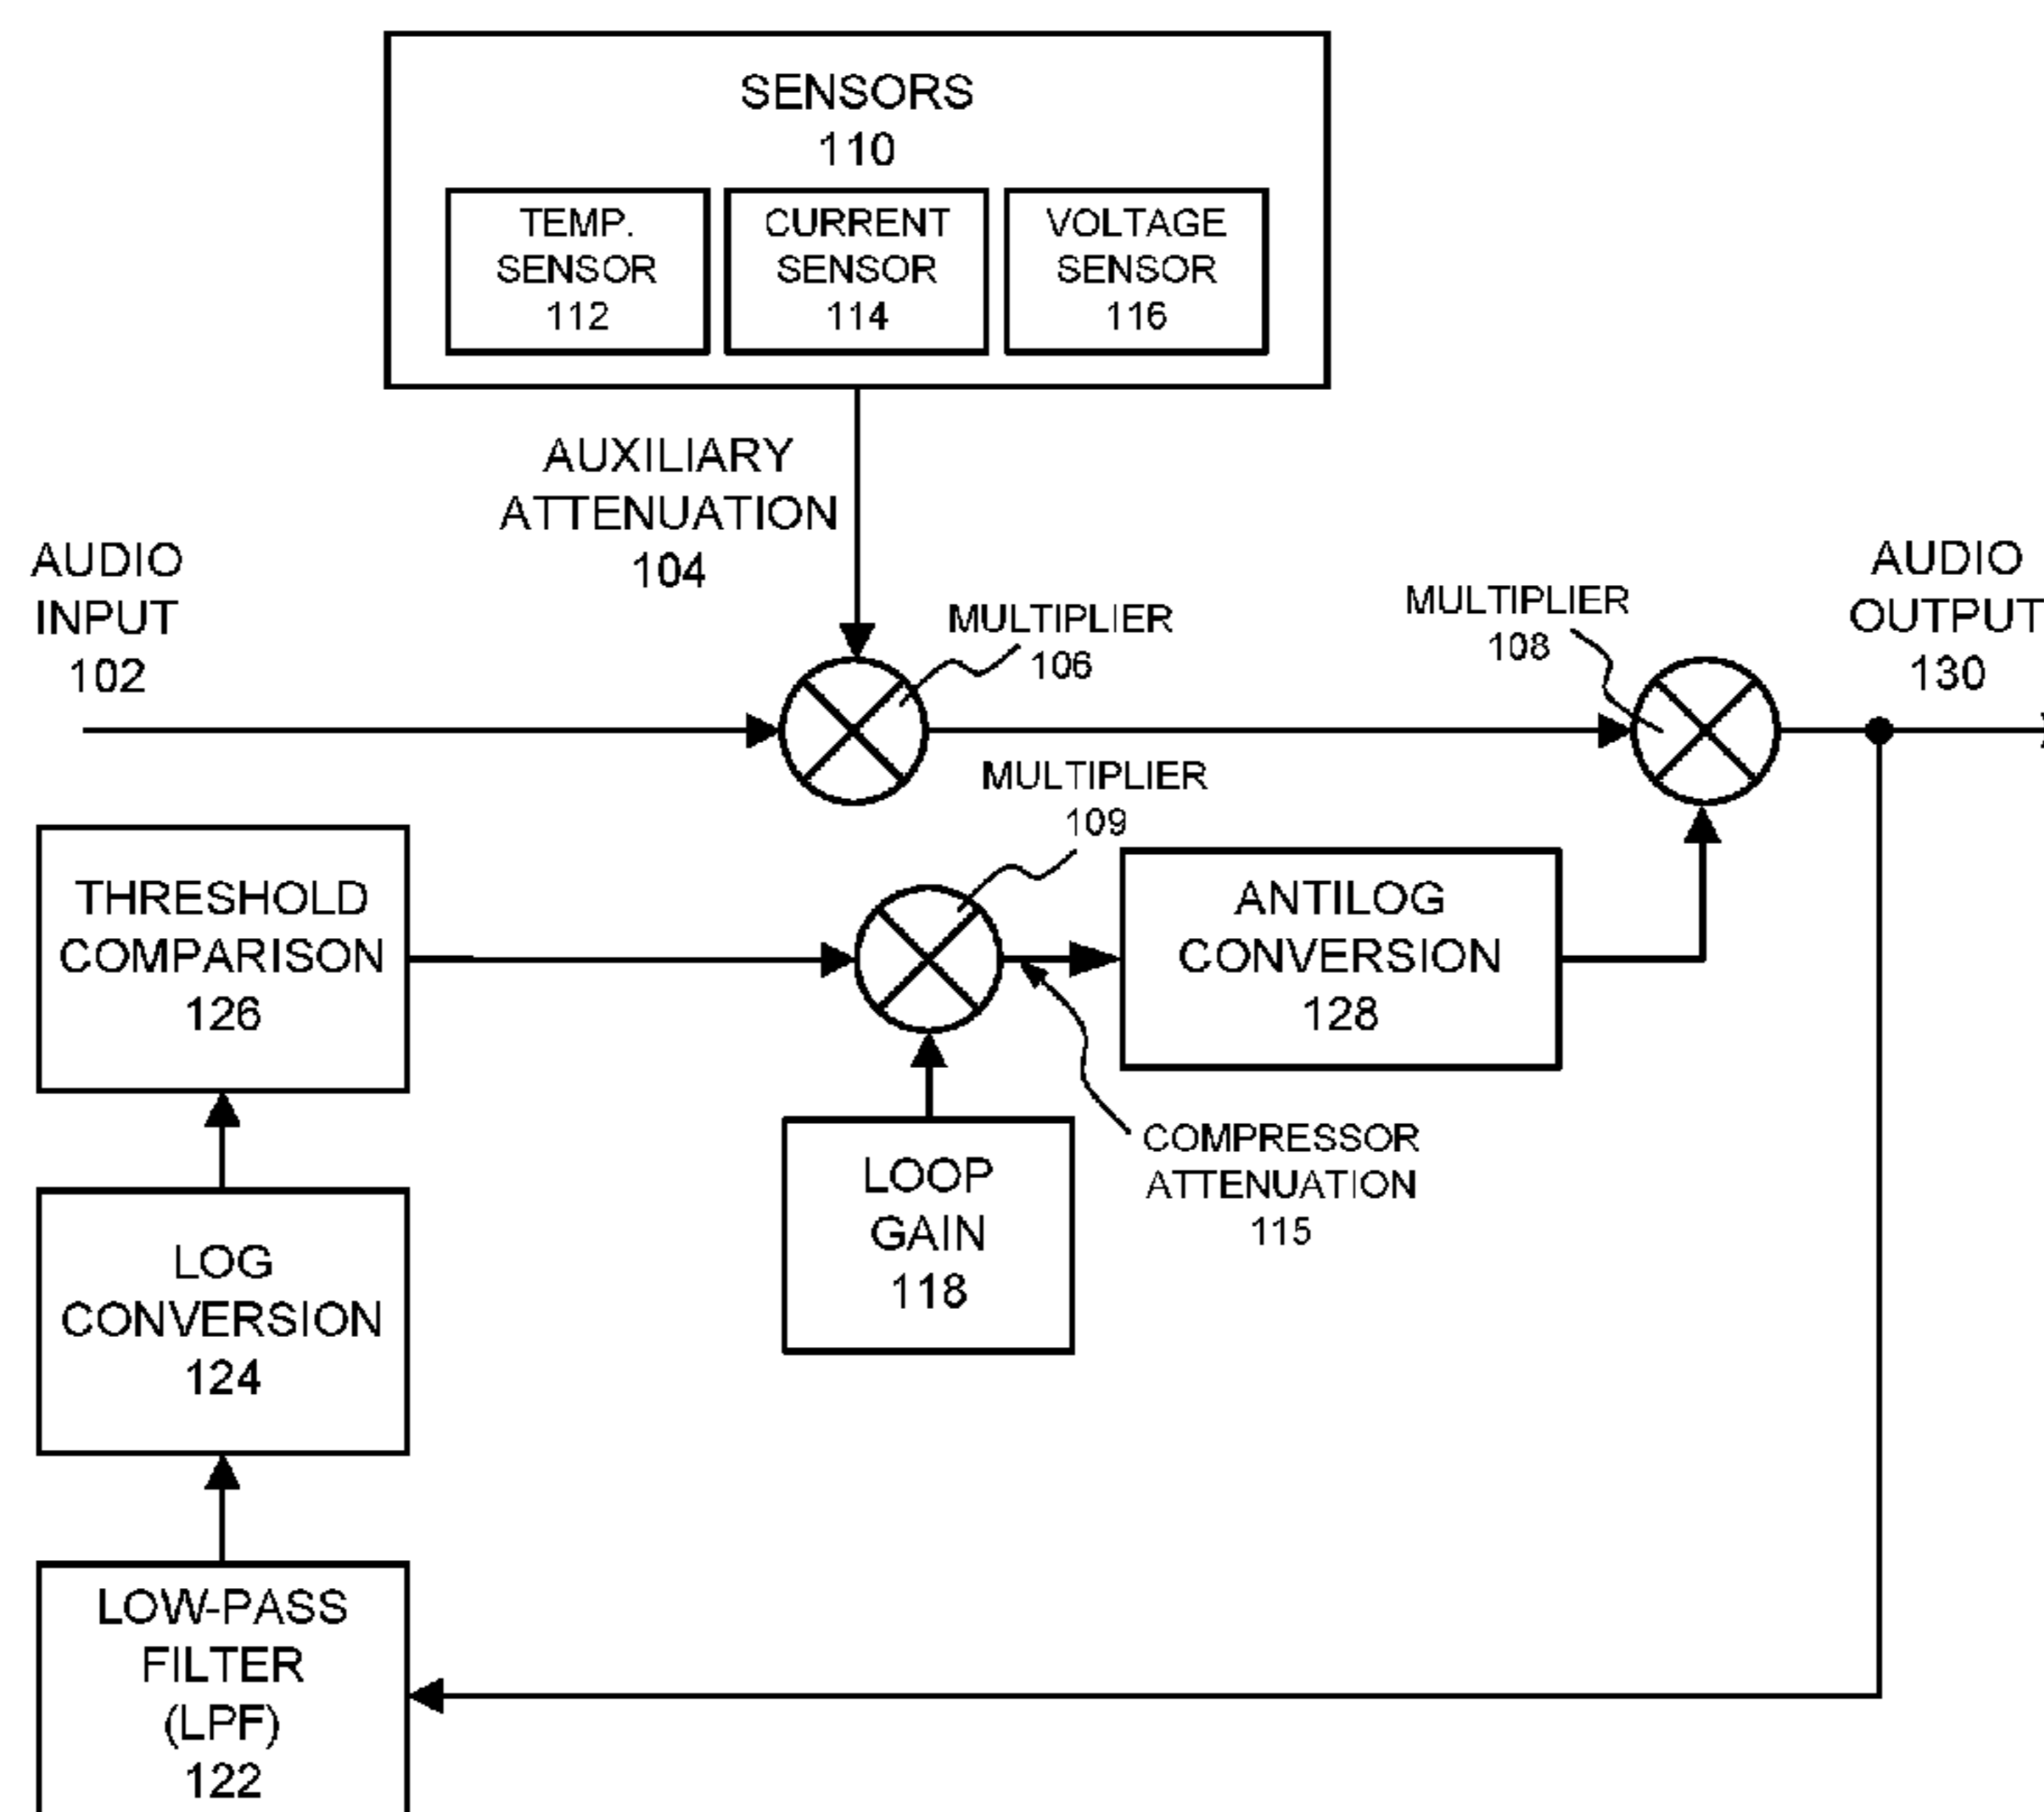 SENSORS
110
TEMP.
SENSOR
112
CURRENT
SENSOR
114
VOLTAGE
SENSOR
116
AUXILIARY
ATTENUATION
104
AUDIO
INPUT
102
MULTIPLIER
106
MULTIPLIER
108
AUDIO
OUTPUT
130
MULTIPLIER
109
THRESHOLD
COMPARISON
126
ANTILOG
CONVERSION
128
COMPRESSOR
ATTENUATION
115
LOOP
GAIN
118
LOG
CONVERSION
124
LOW-PASS
FILTER
(LPF)
122